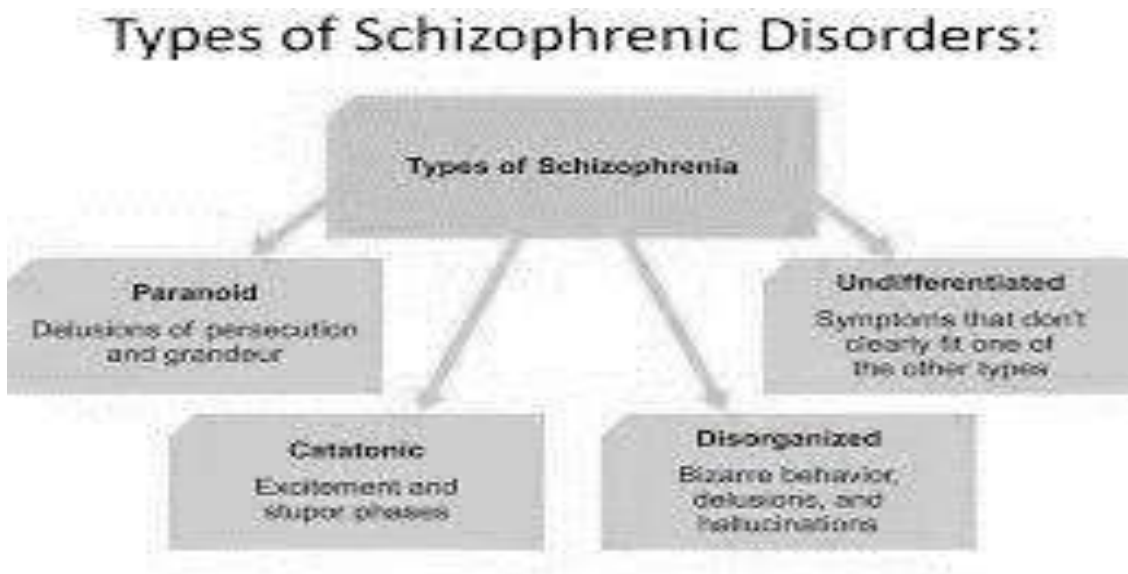 Types of Schizophrenic Disorders:
Types of Schizophrenia
Paranoid
Delusions of persecution
and grandeur
Catatonic
Excitement and
stupor phases
Disorganized
Bizarre behavior,
delusions, and
hallucinations
Undifferentiated
Symptoms that don't
clearly fit one of
the other types